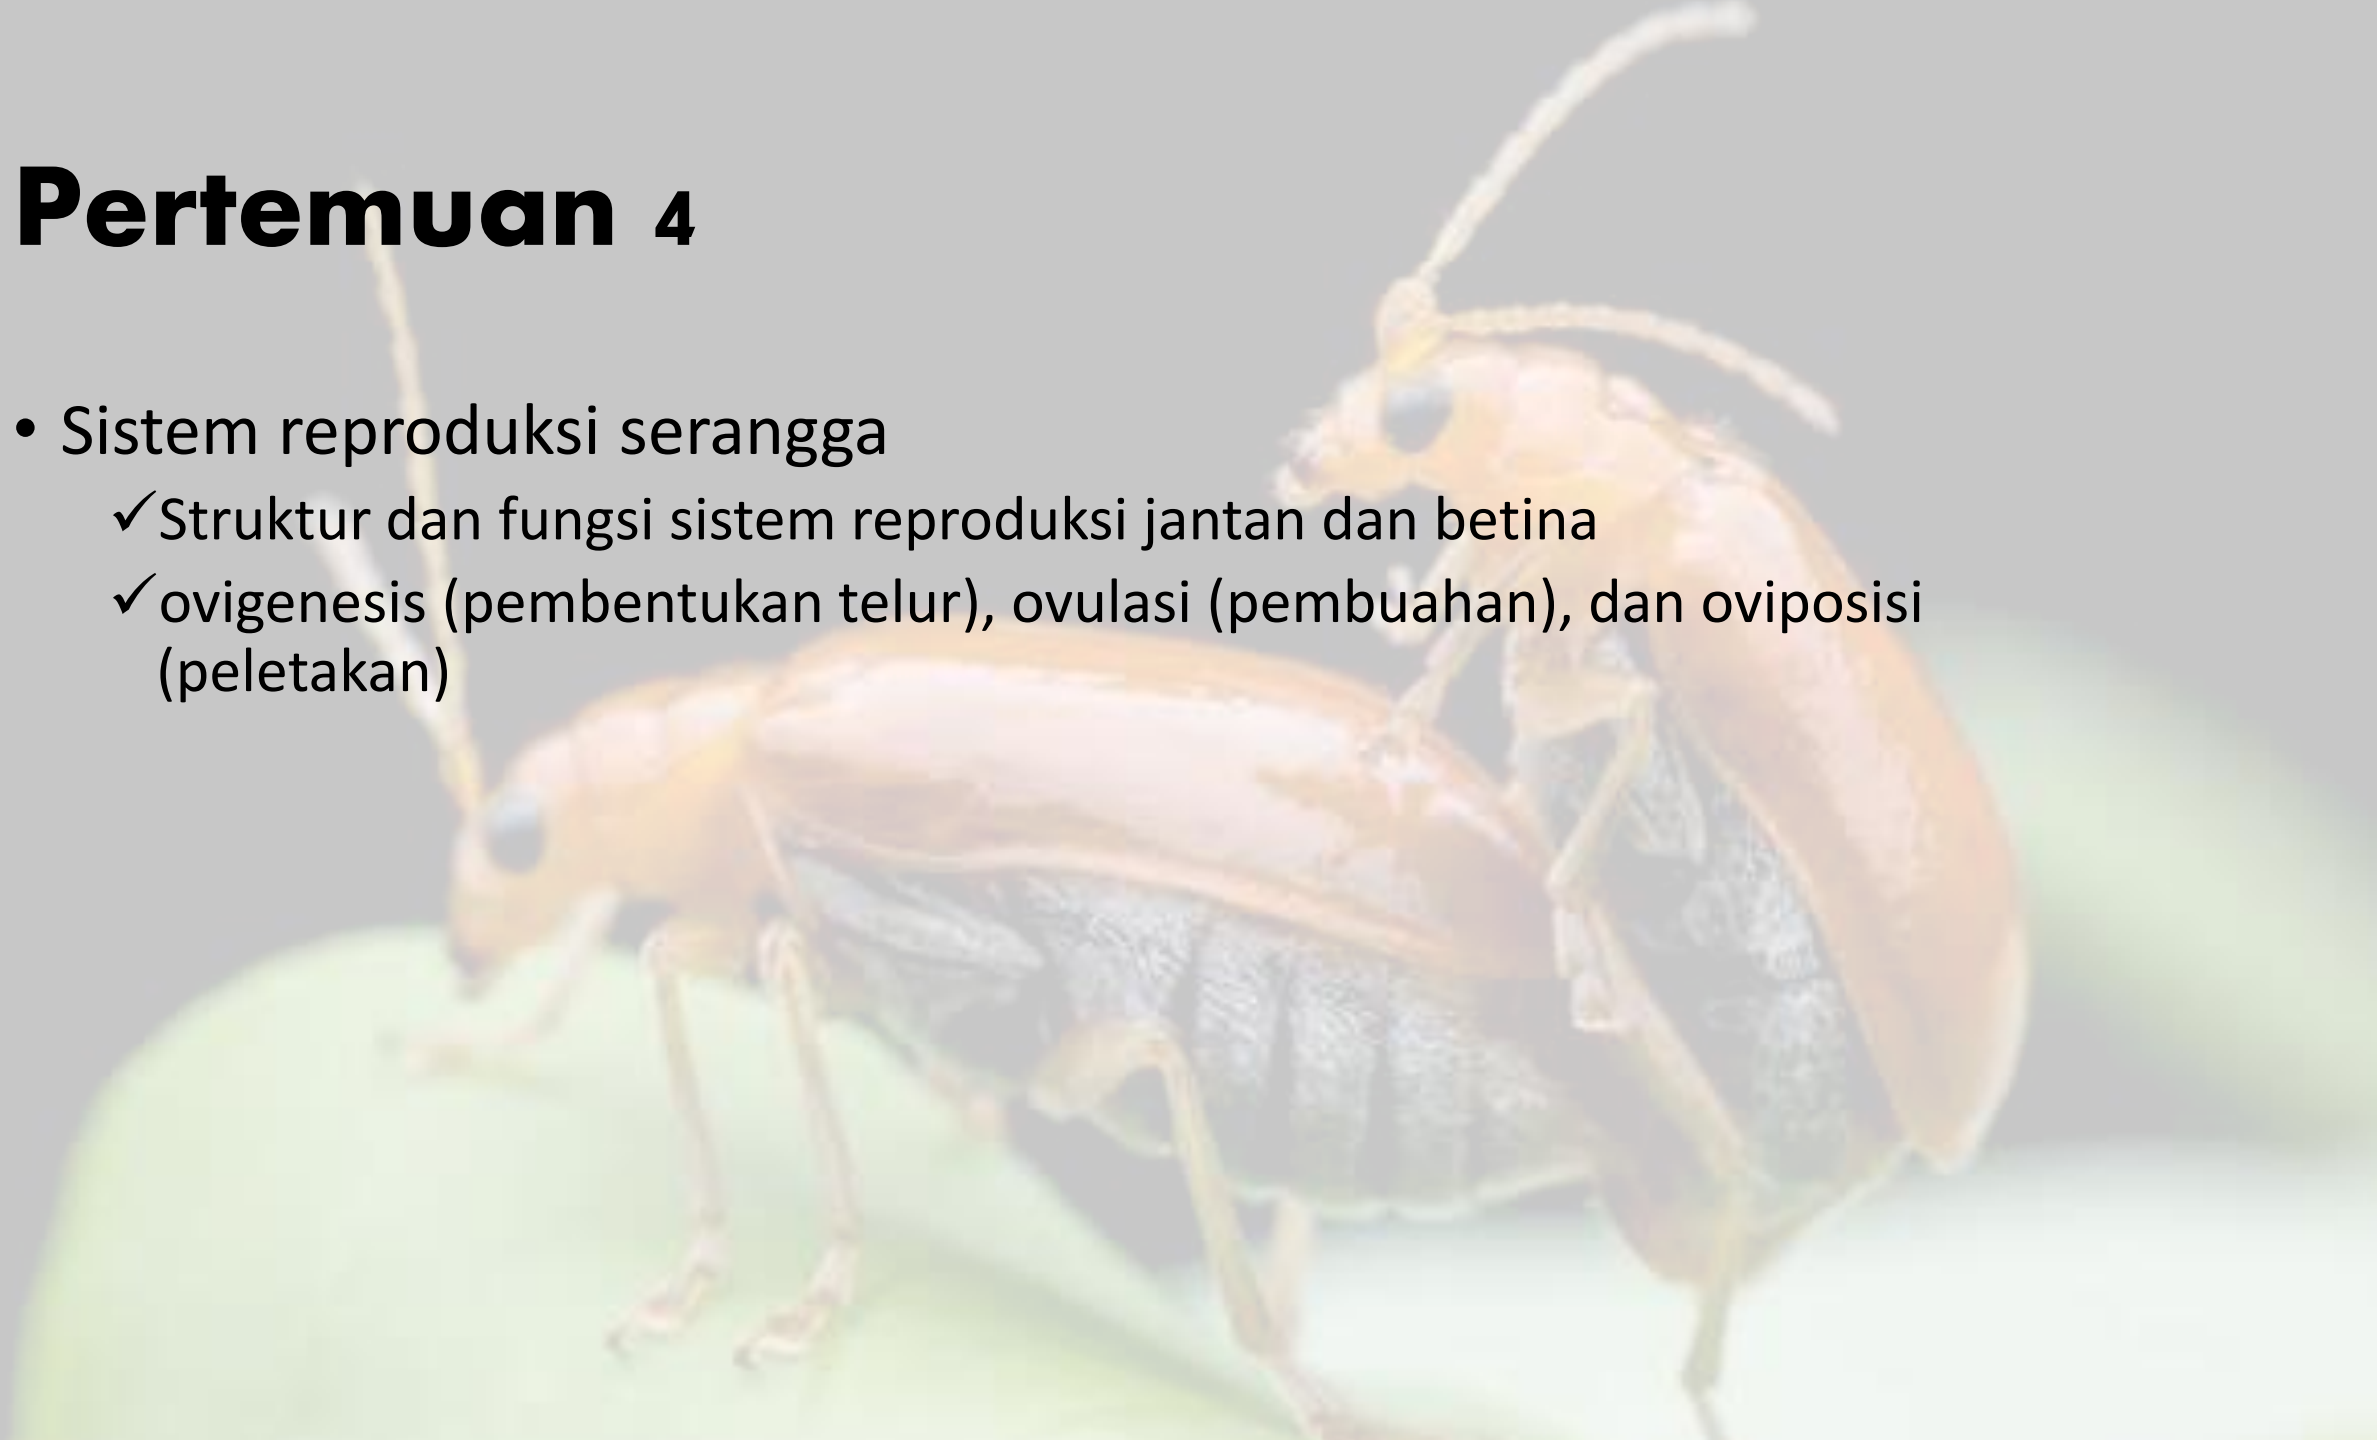 Pertemuan 4
• Sistem reproduksi serangga
✓Struktur dan fungsi sistem reproduksi jantan dan betina
✓ovigenesis (pembentukan telur), ovulasi (pembuahan), dan oviposisi
(peletakan)